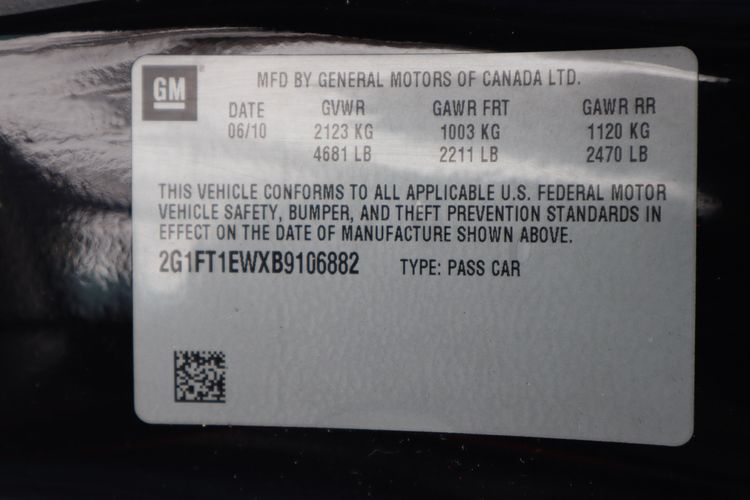 GM
MFD BY GENERAL MOTORS OF CANADA LTD.
DATE GVWR GAWR FRT GAWR RR
06/10 2123 KG 1003 KG 1120 KG
4681 LB 2211 LB 2470 LB
THIS VEHICLE CONFORMS TO ALL APPLICABLE U.S. FEDERAL MOTOR
VEHICLE SAFETY, BUMPER, AND THEFT PREVENTION STANDARDS IN
EFFECT ON THE DATE OF MANUFACTURE SHOWN ABOVE.
2G1FT1EWXB9106882 TYPE: PASS CAR